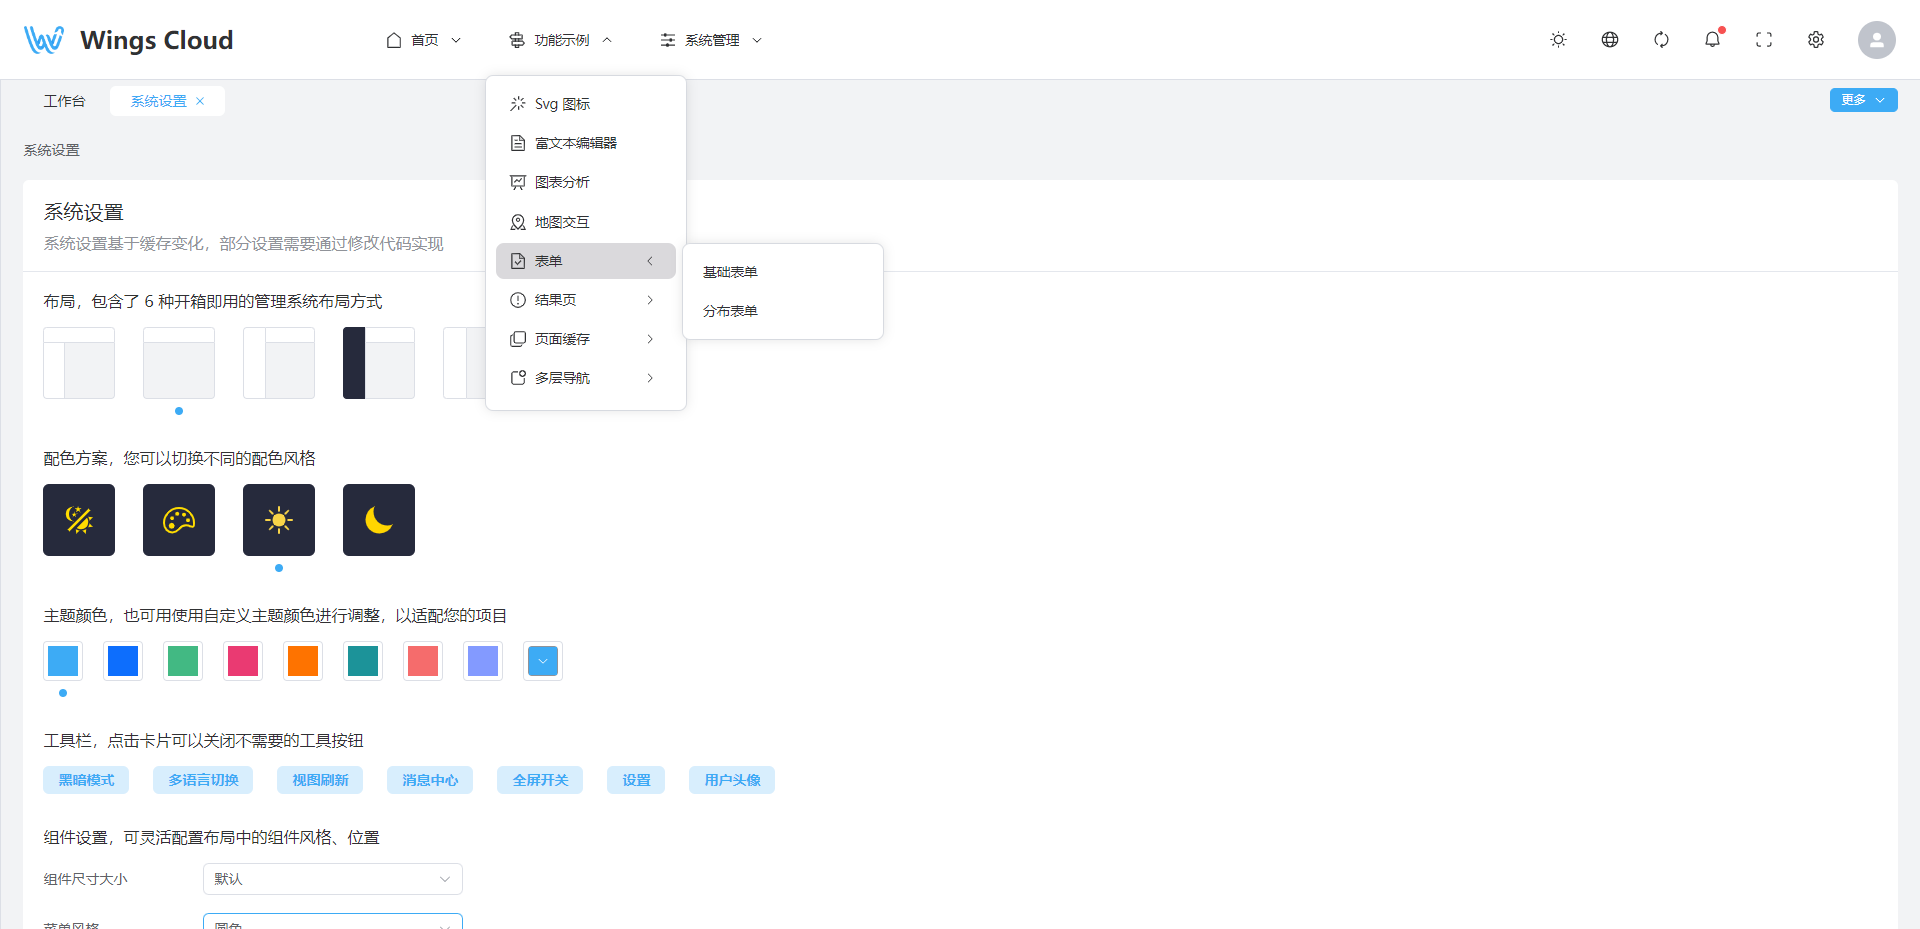 Wings Cloud
首页
功能示例
系统管理
工作台
系统设置
更多
系统设置
Svg 图标
富文本编辑器
图表分析
地图交互
表单
结果页
页面缓存
多层导航
基础表单
分布表单
系统设置
系统设置基于缓存变化，部分设置需要通过修改代码实现
布局，包含了 6 种开箱即用的管理系统布局方式
配色方案，您可以切换不同的配色风格
主题颜色，也可用使用自定义主题颜色进行调整，以适配您的项目
工具栏，点击卡片可以关闭不需要的工具按钮
黑暗模式
多语言切换
视图刷新
消息中心
全屏开关
设置
用户头像
组件设置，可灵活配置布局中的组件风格、位置
组件尺寸大小
默认
菜单风格
圆角